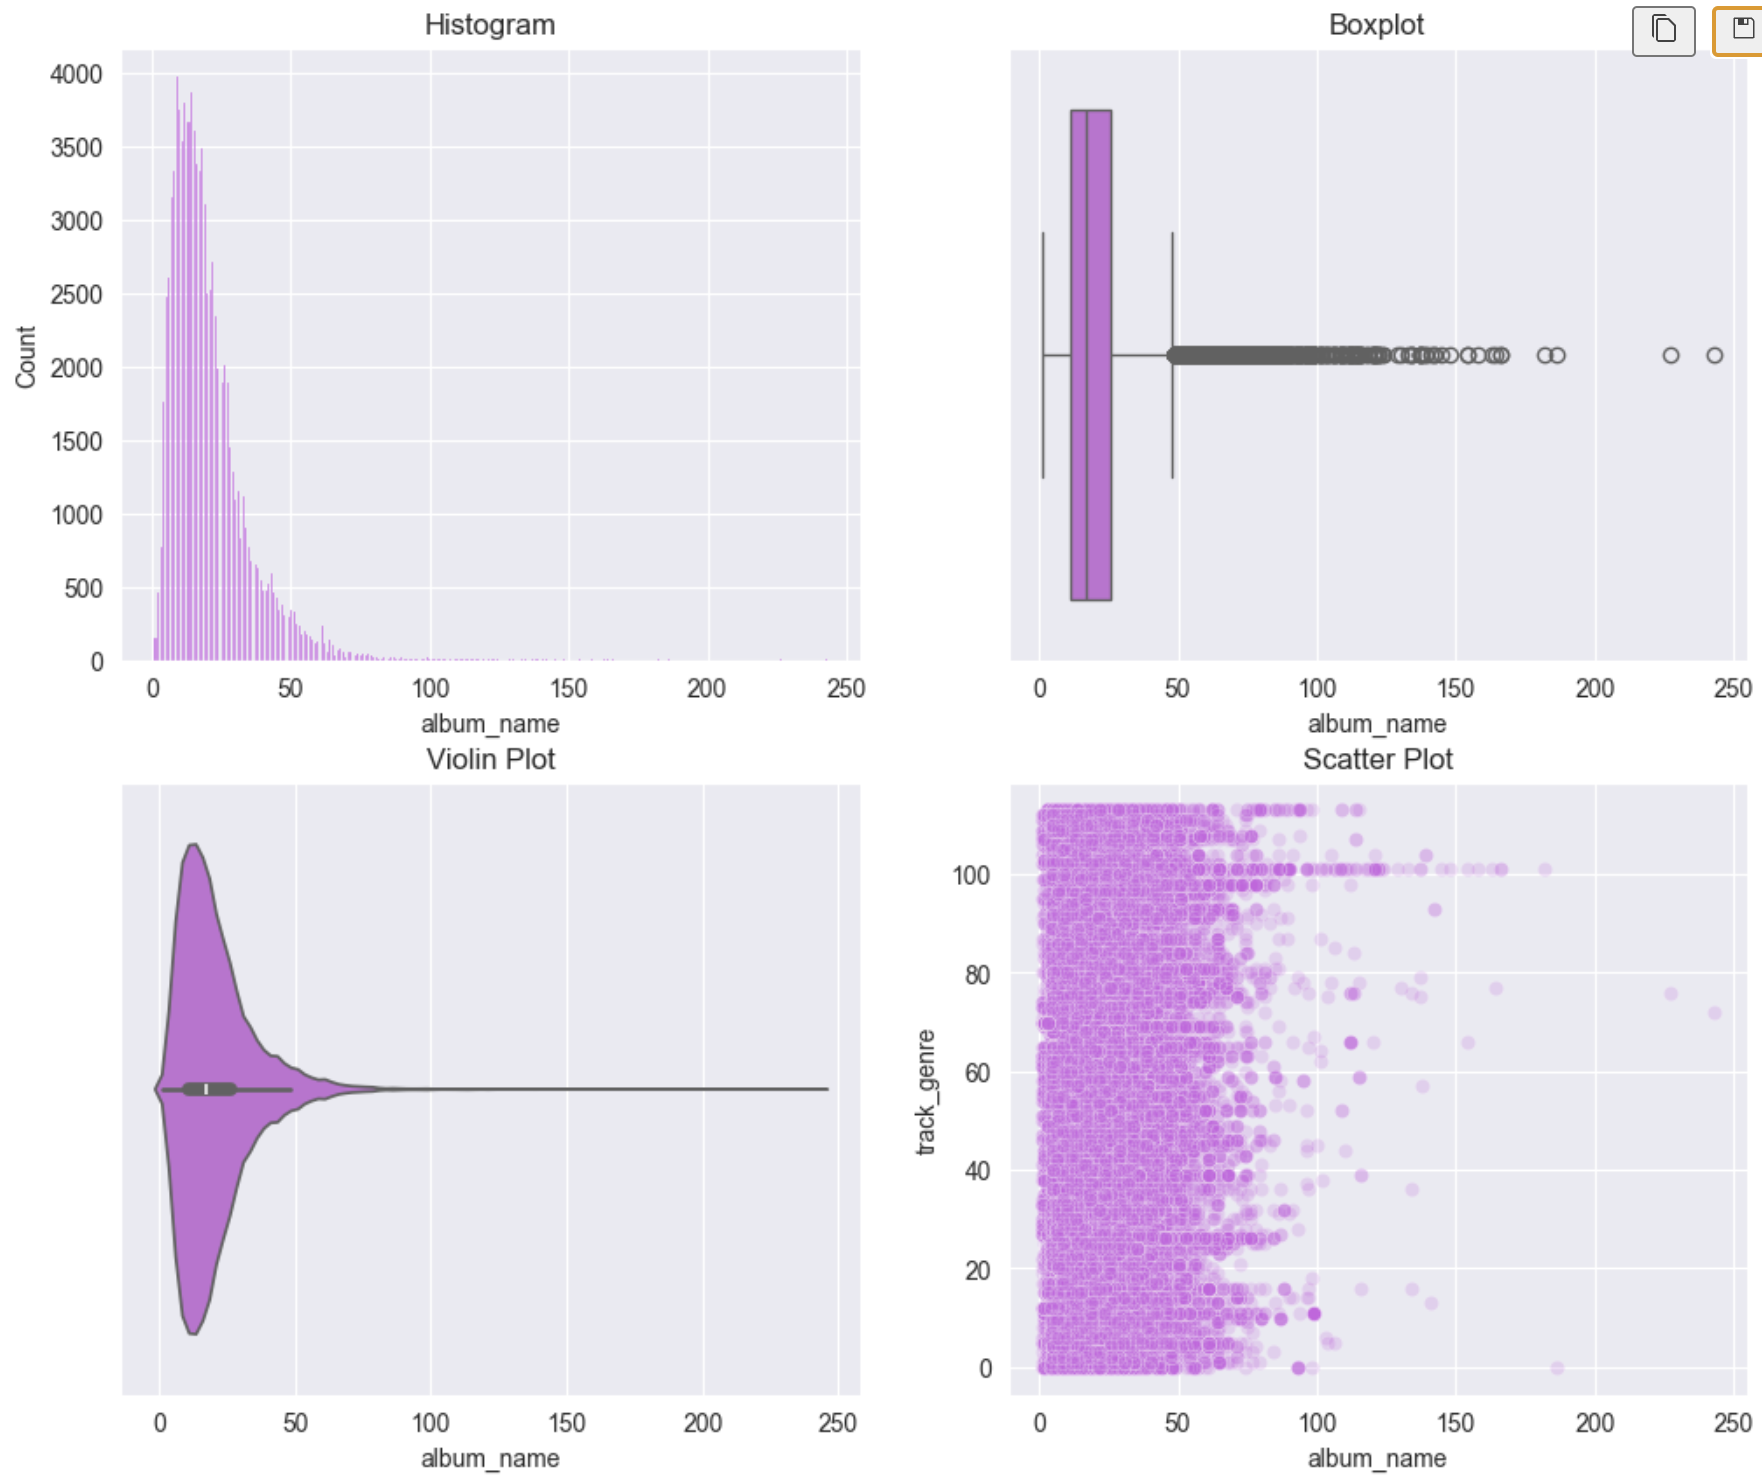 Histogram
4000
3500
3000
2500
2000
1500
1000
500
0
Count
0 50 100 150 200 250
album_name
Boxplot
0 50 100 150 200 250
album_name
Violin Plot
0 50 100 150 200 250
album_name
Scatter Plot
100
80
60
40
20
0
track_genre
0 50 100 150 200 250
album_name